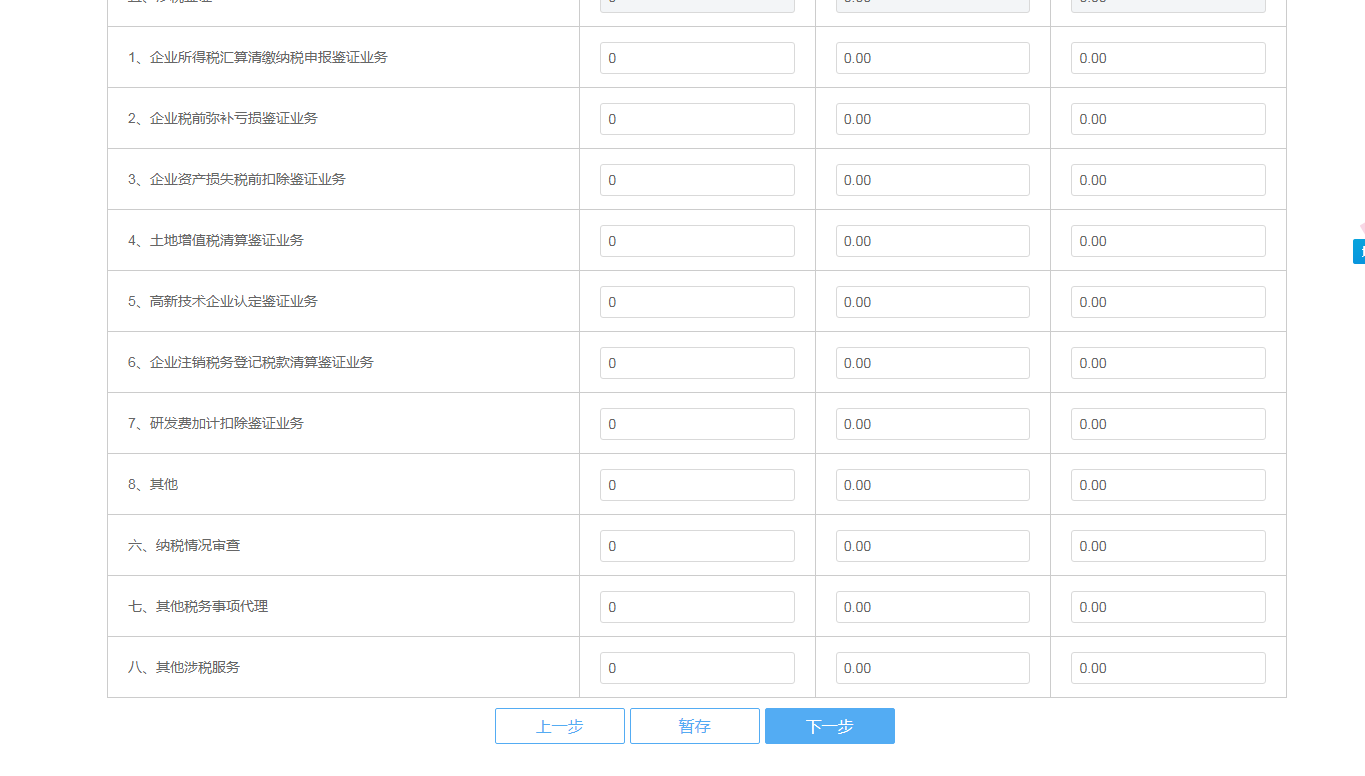 1、企业所得税汇算清缴纳税申报鉴证业务 0 0.00 0.00
2、企业税前弥补亏损鉴证业务 0 0.00 0.00
3、企业资产损失税前扣除鉴证业务 0 0.00 0.00
4、土地增值税清算鉴证业务 0 0.00 0.00
5、高新技术企业认定鉴证业务 0 0.00 0.00
6、企业注销税务登记税款清算鉴证业务 0 0.00 0.00
7、研发费加计扣除鉴证业务 0 0.00 0.00
8、其他 0 0.00 0.00
六、纳税情况审查 0 0.00 0.00
七、其他税务事项代理 0 0.00 0.00
八、其他涉税服务 0 0.00 0.00
上一步 暂存 下一步